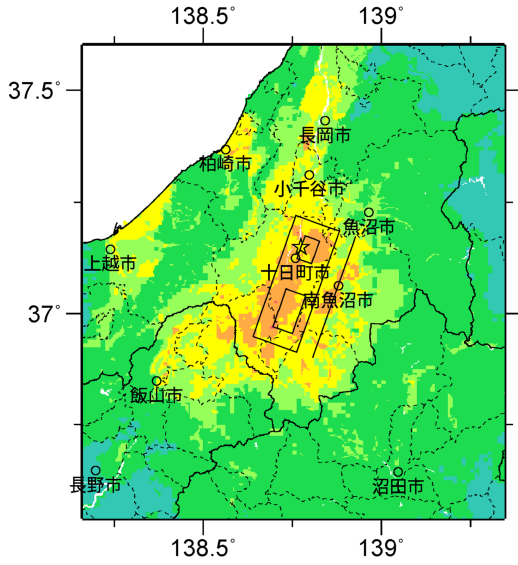 138.5° 139°
37.5°
長岡市
柏崎市
小千谷市
魚沼市
上越市
十日町市
南魚沼市
37°
飯山市
長野市
沼田市
138.5° 139°